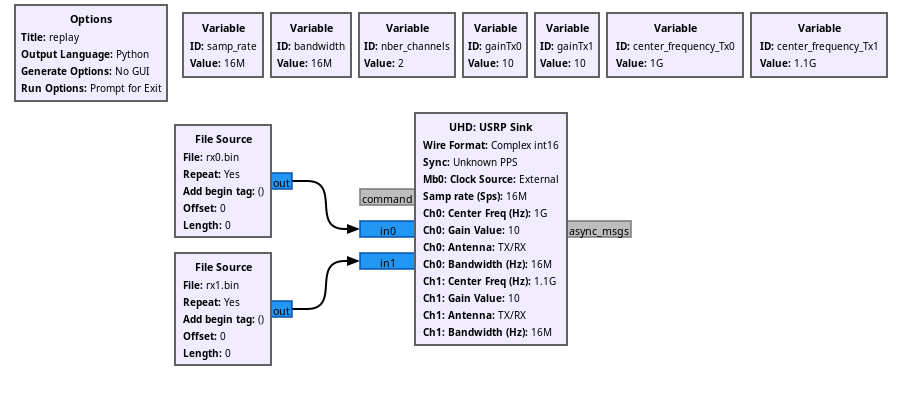 Options
Title: replay
Output Language: Python
Generate Options: No GUI
Run Options: Prompt for Exit
Variable
ID: samp_rate
Value: 16M
Variable
ID: bandwidth
Value: 16M
Variable
ID: nber_channels
Value: 2
Variable
ID: gainTx0
Value: 10
Variable
ID: gainTx1
Value: 10
Variable
ID: center_frequency_Tx0
Value: 1G
Variable
ID: center_frequency_Tx1
Value: 1.1G
File Source
File: rx0.bin
Repeat: Yes
Add begin tag: ()
Offset: 0
Length: 0
out
File Source
File: rx1.bin
Repeat: Yes
Add begin tag: ()
Offset: 0
Length: 0
out
command
in0
in1
UHD: USRP Sink
Wire Format: Complex int16
Sync: Unknown PPS
Mb0: Clock Source: External
Samp rate (Sps): 16M
Ch0: Center Freq (Hz): 1G
Ch0: Gain Value: 10
Ch0: Antenna: TX/RX
Ch0: Bandwidth (Hz): 16M
Ch1: Center Freq (Hz): 1.1G
Ch1: Gain Value: 10
Ch1: Antenna: TX/RX
Ch1: Bandwidth (Hz): 16M
async_msgs